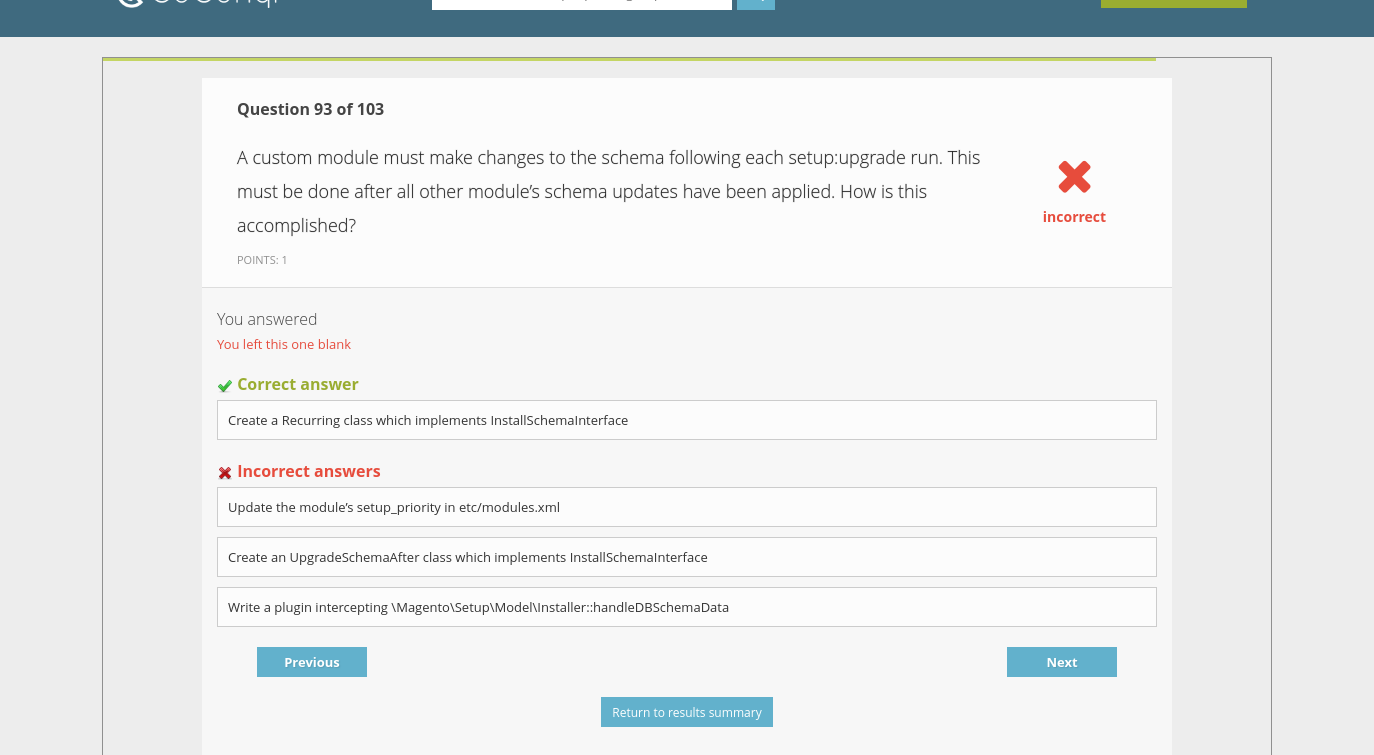 Question 93 of 103
A custom module must make changes to the schema following each setup:upgrade run. This
must be done after all other module’s schema updates have been applied. How is this
accomplished?
incorrect
POINTS: 1
You answered
You left this one blank
Correct answer
Create a Recurring class which implements InstallSchemaInterface
Incorrect answers
Update the module’s setup_priority in etc/modules.xml
Create an UpgradeSchemaAfter class which implements InstallSchemaInterface
Write a plugin intercepting \Magento\Setup\Model\Installer::handleDBSchemaData
Previous
Next
Return to results summary